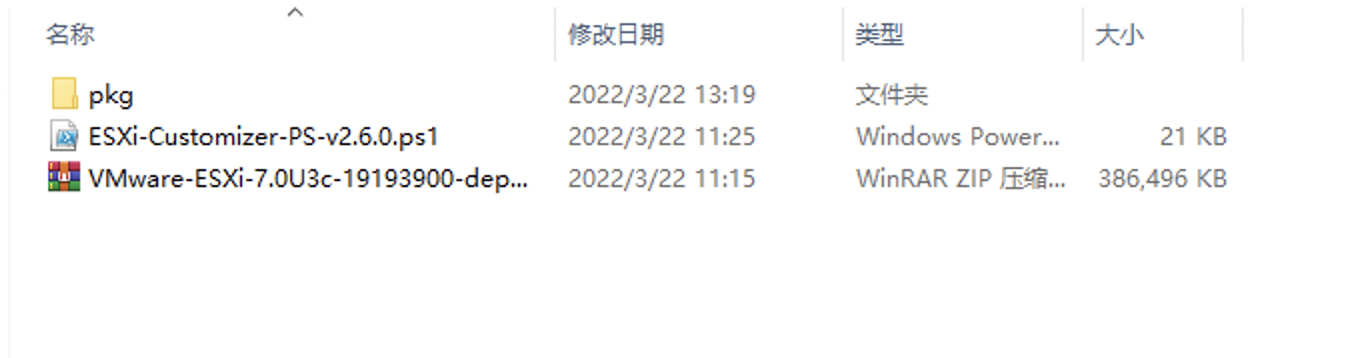 名称 修改日期 类型 大小
pkg 2022/3/22 13:19 文件夹
ESXi-Customizer-PS-v2.6.0.ps1 2022/3/22 11:25 Windows Power... 21 KB
VMware-ESXi-7.0U3c-19193900-dep... 2022/3/22 11:15 WinRAR ZIP 压缩... 386,496 KB